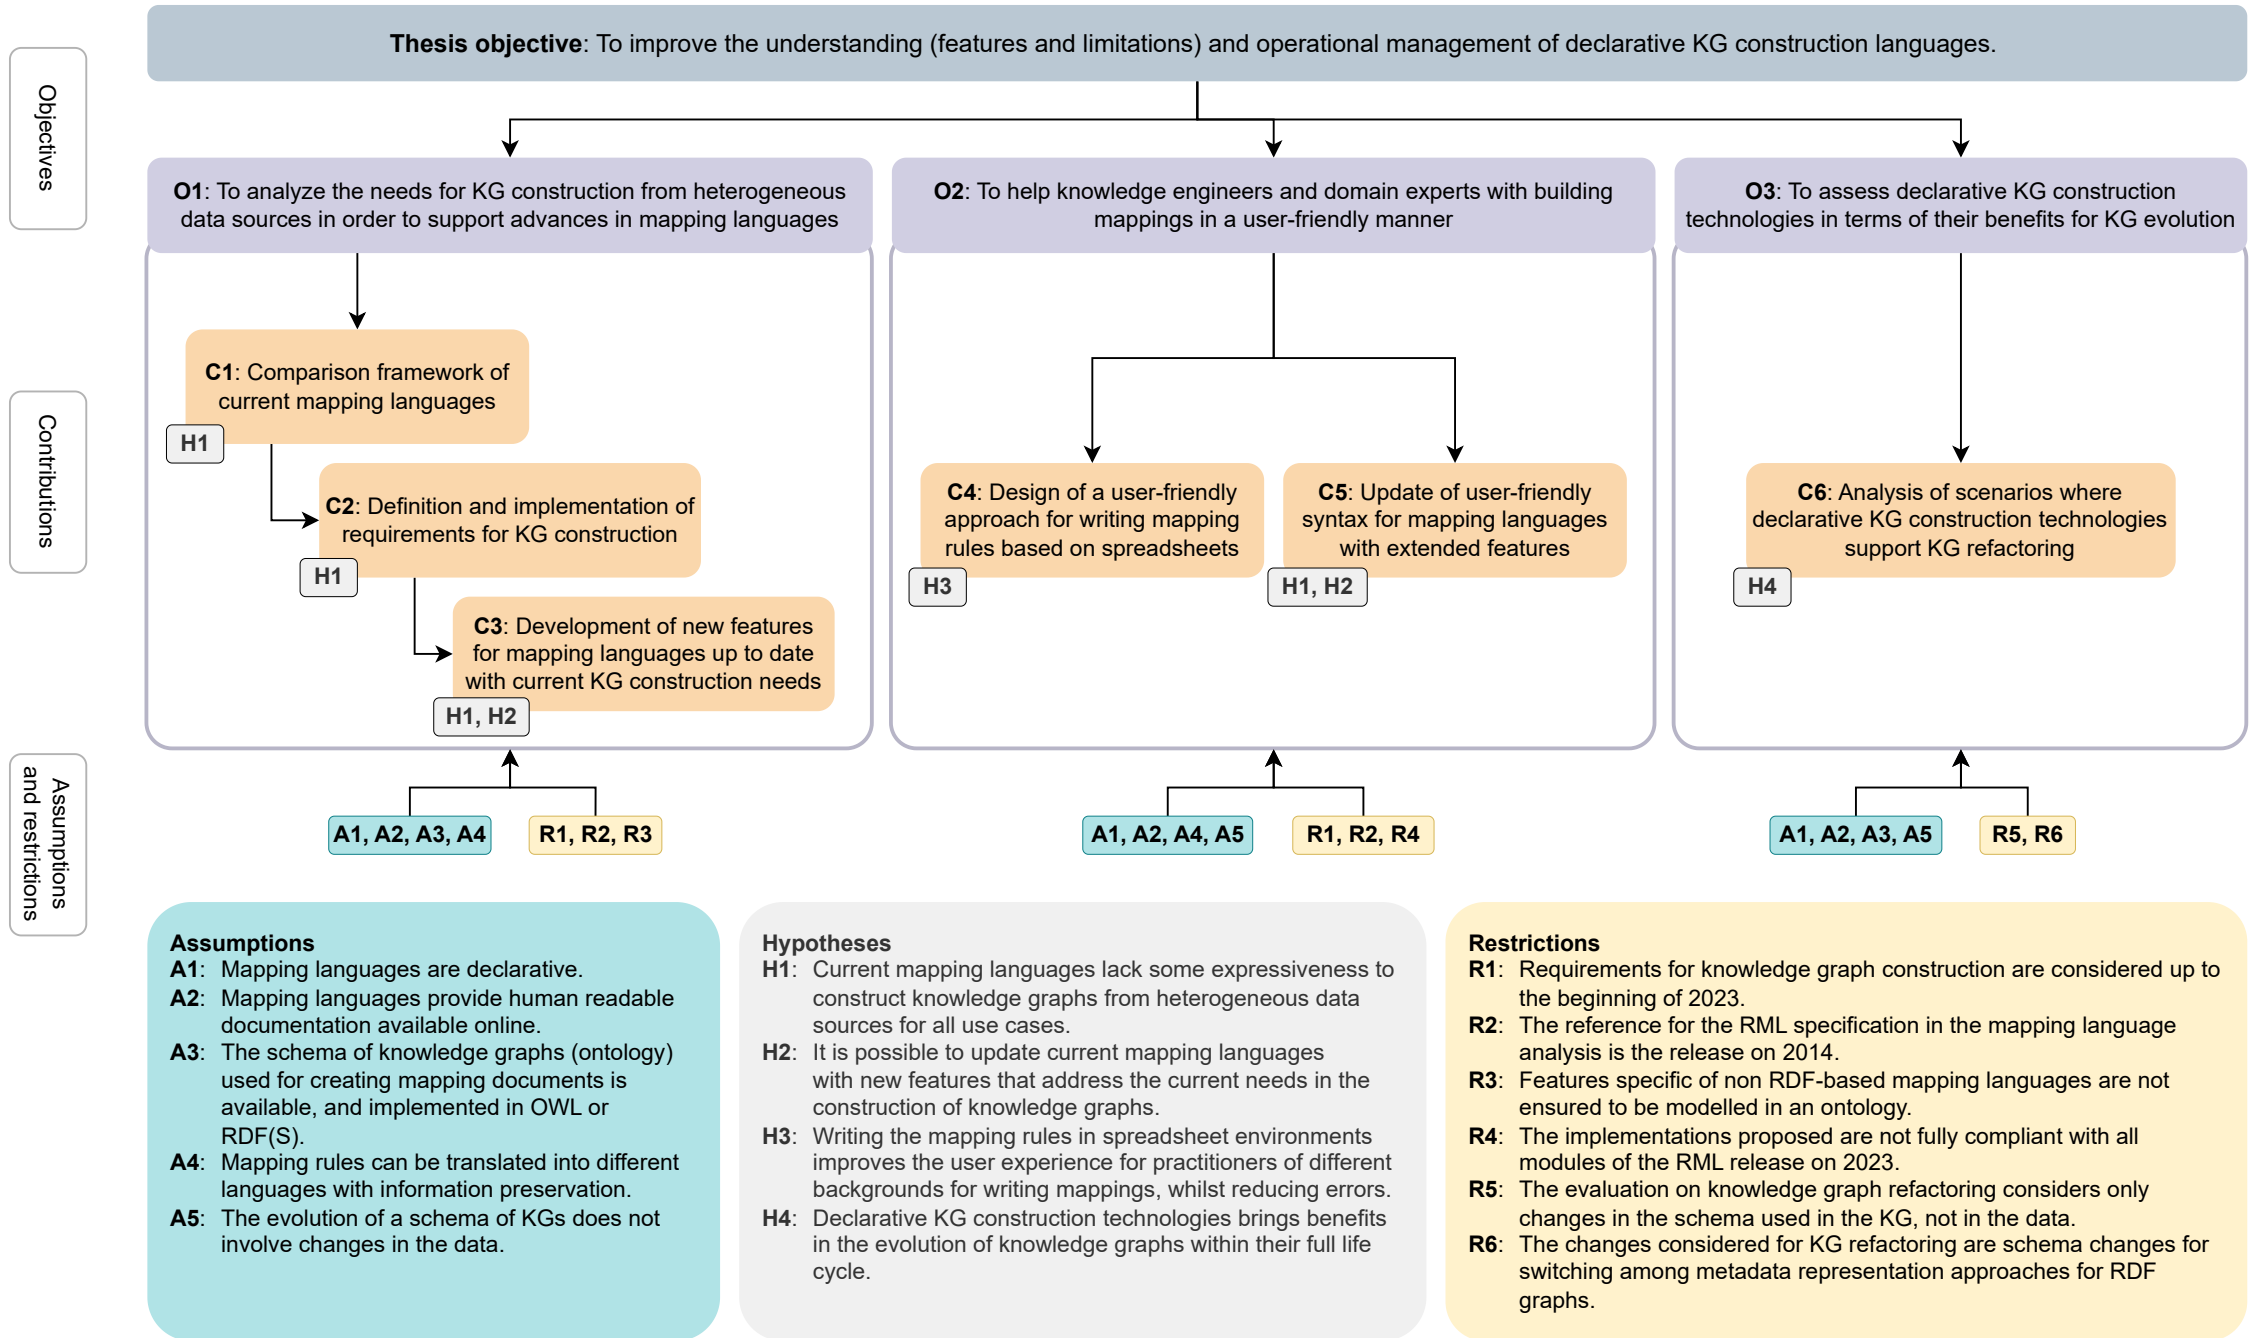 Thesis objective: To improve the understanding (features and limitations) and operational management of declarative KG construction languages.
Objectives
O1: To analyze the needs for KG construction from heterogeneous
data sources in order to support advances in mapping languages
O2: To help knowledge engineers and domain experts with building
mappings in a user-friendly manner
O3: To assess declarative KG construction
technologies in terms of their benefits for KG evolution
Contributions
C1: Comparison framework of
current mapping languages
H1
C2: Definition and implementation of
requirements for KG construction
H1
C3: Development of new features
for mapping languages up to date
with current KG construction needs
H1, H2
C4: Design of a user-friendly
approach for writing mapping
rules based on spreadsheets
H3
C5: Update of user-friendly
syntax for mapping languages
with extended features
H1, H2
C6: Analysis of scenarios where
declarative KG construction technologies
support KG refactoring
H4
Assumptions
and restrictions
A1, A2, A3, A4
R1, R2, R3
A1, A2, A4, A5
R1, R2, R4
A1, A2, A3, A5
R5, R6
Assumptions
A1: Mapping languages are declarative.
A2: Mapping languages provide human readable
documentation available online.
A3: The schema of knowledge graphs (ontology)
used for creating mapping documents is
available, and implemented in OWL or
RDF(S).
A4: Mapping rules can be translated into different
languages with information preservation.
A5: The evolution of a schema of KGs does not
involve changes in the data.
Hypotheses
H1: Current mapping languages lack some expressiveness to
construct knowledge graphs from heterogeneous data
sources for all use cases.
H2: It is possible to update current mapping languages
with new features that address the current needs in the
construction of knowledge graphs.
H3: Writing the mapping rules in spreadsheet environments
improves the user experience for practitioners of different
backgrounds for writing mappings, whilst reducing errors.
H4: Declarative KG construction technologies brings benefits
in the evolution of knowledge graphs within their full life
cycle.
Restrictions
R1: Requirements for knowledge graph construction are considered up to
the beginning of 2023.
R2: The reference for the RML specification in the mapping language
analysis is the release on 2014.
R3: Features specific of non RDF-based mapping languages are not
ensured to be modelled in an ontology.
R4: The implementations proposed are not fully compliant with all
modules of the RML release on 2023.
R5: The evaluation on knowledge graph refactoring considers only
changes in the schema used in the KG, not in the data.
R6: The changes considered for KG refactoring are schema changes for
switching among metadata representation approaches for RDF
graphs.